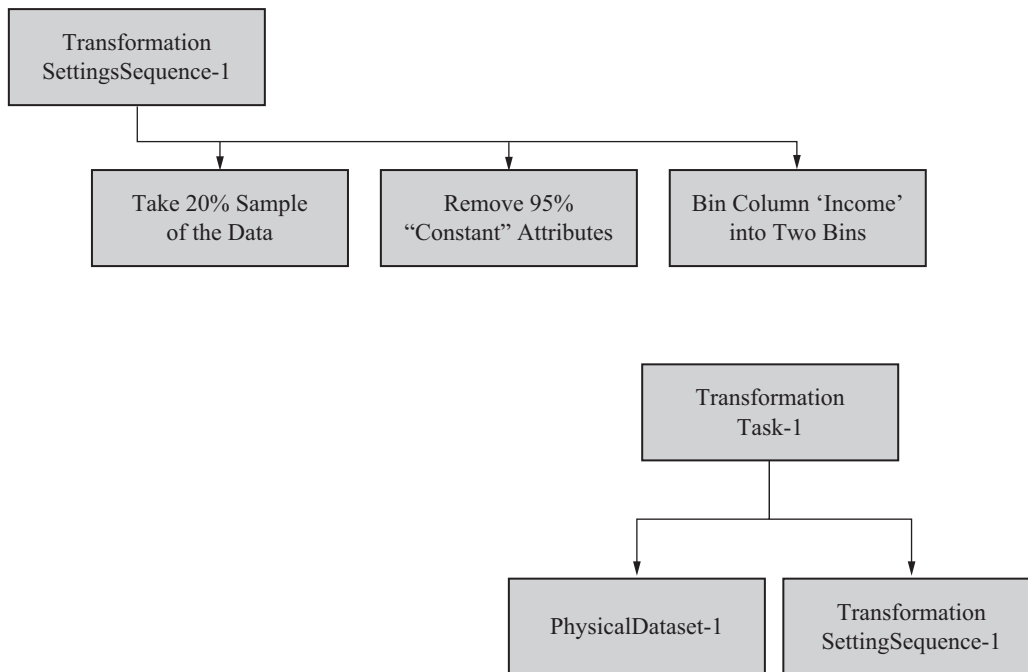 Transformation
SettingsSequence-1
Take 20% Sample
of the Data
Remove 95%
“Constant” Attributes
Bin Column ‘Income’
into Two Bins
Transformation
Task-1
PhysicalDataset-1
Transformation
SettingSequence-1